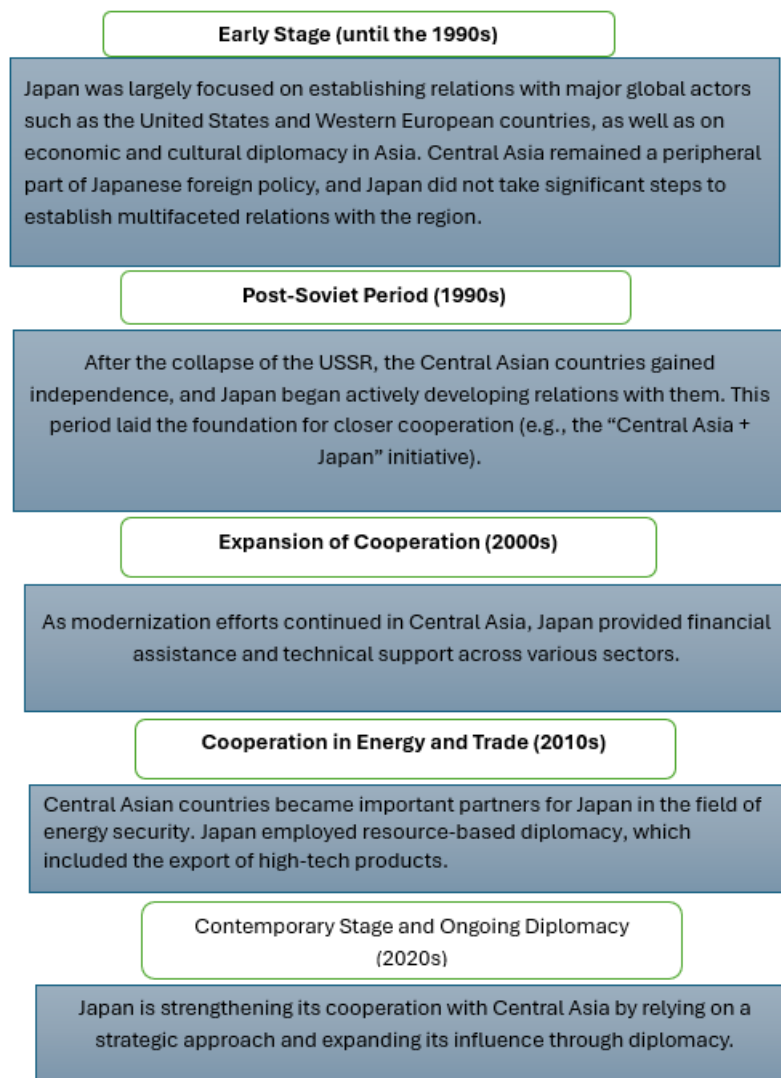 Early Stage (until the 1990s)
Japan was largely focused on establishing relations with major global actors
such as the United States and Western European countries, as well as on
economic and cultural diplomacy in Asia. Central Asia remained a peripheral
part of Japanese foreign policy, and Japan did not take significant steps to
establish multifaceted relations with the region.
Post-Soviet Period (1990s)
After the collapse of the USSR, the Central Asian countries gained
independence, and Japan began actively developing relations with them. This
period laid the foundation for closer cooperation (e.g., the “Central Asia +
Japan” initiative).
Expansion of Cooperation (2000s)
As modernization efforts continued in Central Asia, Japan provided financial
assistance and technical support across various sectors.
Cooperation in Energy and Trade (2010s)
Central Asian countries became important partners for Japan in the field of
energy security. Japan employed resource-based diplomacy, which
included the export of high-tech products.
Contemporary Stage and Ongoing Diplomacy
(2020s)
Japan is strengthening its cooperation with Central Asia by relying on a
strategic approach and expanding its influence through diplomacy.